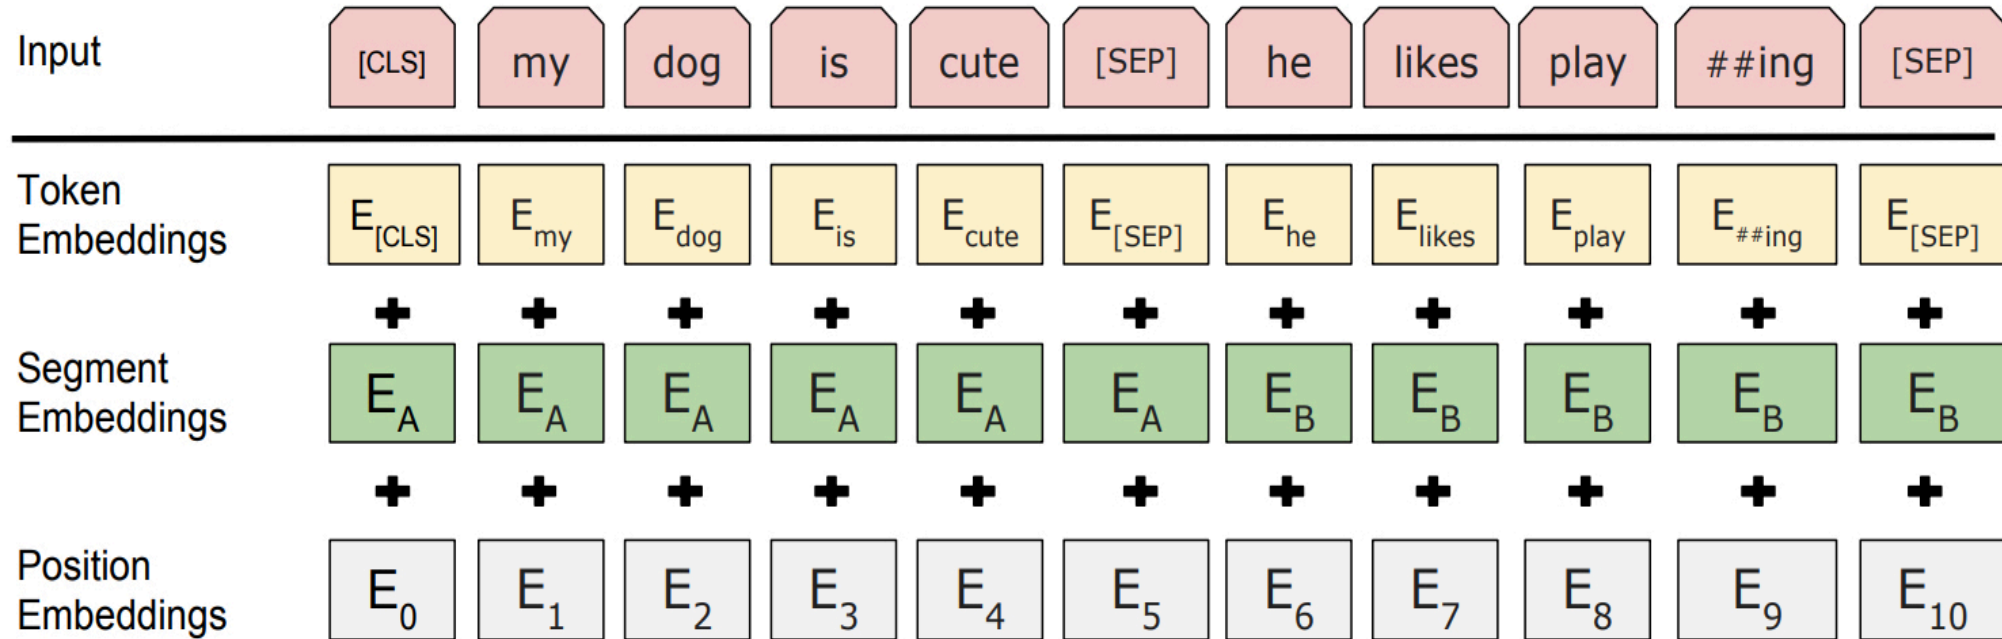 Input [CLS] my dog is cute [SEP] he likes play ##ing [SEP]
Token Embeddings E[CLS] Emy Edog Eis Ecute E[SEP] Ehe Elikes Eplay E##ing E[SEP]
+ + + + + + + + + + +
Segment Embeddings EA EA EA EA EA EA EB EB EB EB EB
+ + + + + + + + + + +
Position Embeddings E0 E1 E2 E3 E4 E5 E6 E7 E8 E9 E10